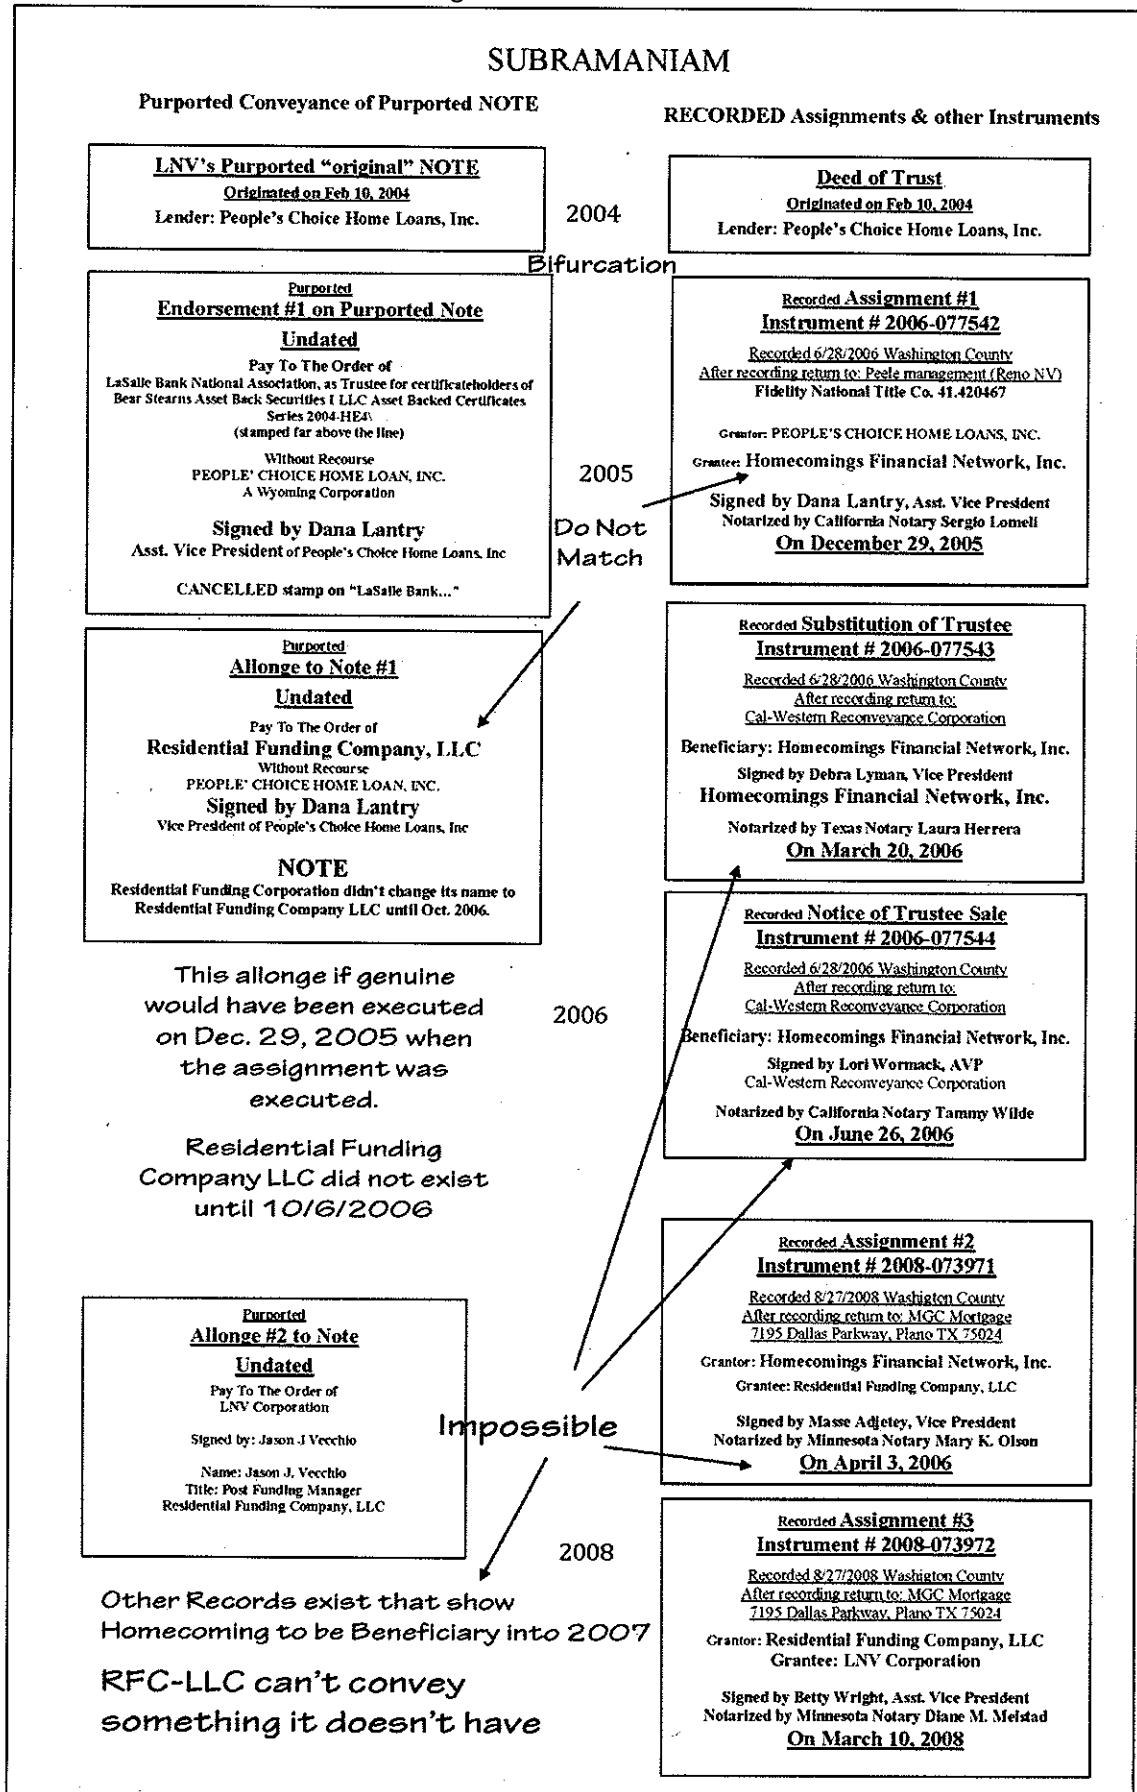 SUBRAMANIAM
Purported Conveyance of Purported NOTE
RECORDED Assignments & other Instruments
LNV's Purported "original" NOTE
Originated on Feb 10, 2004
Lender: People's Choice Home Loans, Inc.
2004
Deed of Trust
Originated on Feb 10, 2004
Lender: People's Choice Home Loans, Inc.
Bifurcation
Purported
Endorsement #1 on Purported Note
Undated
Pay To The Order of
LaSalle Bank National Association, as Trustee for certificateholders of
Bear Stearns Asset Back Securities I LLC Asset Backed Certificates
Series 2004-HE4\
(stamped far above the line)
Without Recourse
PEOPLE' CHOICE HOME LOAN, INC.
A Wyoming Corporation
Signed by Dana Lantry
Asst. Vice President of People's Choice Home Loans, Inc
CANCELLED stamp on "LaSalle Bank..."
Recorded Assignment #1
Instrument # 2006-077542
Recorded 6/28/2006 Washington County
After recording return to: Peele management (Reno NV)
Fidelity National Title Co. 41.420467
Grantor: PEOPLE'S CHOICE HOME LOANS, INC.
Grantee: Homecomings Financial Network, Inc.
Signed by Dana Lantry, Asst. Vice President
Notarized by California Notary Sergio Lomeli
On December 29, 2005
2005
Do Not
Match
Purported
Allonge to Note #1
Undated
Pay To The Order of
Residential Funding Company, LLC
Without Recourse
PEOPLE' CHOICE HOME LOAN, INC.
Signed by Dana Lantry
Vice President of People's Choice Home Loans, Inc
NOTE
Residential Funding Corporation didn't change its name to
Residential Funding Company LLC until Oct. 2006.
Recorded Substitution of Trustee
Instrument # 2006-077543
Recorded 6/28/2006 Washington County
After recording return to:
Cal-Western Reconveyance Corporation
Beneficiary: Homecomings Financial Network, Inc.
Signed by Debra Lyman, Vice President
Homecomings Financial Network, Inc.
Notarized by Texas Notary Laura Herrera
On March 20, 2006
This allonge if genuine
would have been executed
on Dec. 29, 2005 when
the assignment was
executed.
Residential Funding
Company LLC did not exist
until 10/6/2006
2006
Recorded Notice of Trustee Sale
Instrument # 2006-077544
Recorded 6/28/2006 Washington County
After recording return to:
Cal-Western Reconveyance Corporation
Beneficiary: Homecomings Financial Network, Inc.
Signed by Lori Wormack, AVP
Cal-Western Reconveyance Corporation
Notarized by California Notary Tammy Wilde
On June 26, 2006
Purported
Allonge #2 to Note
Undated
Pay To The Order of
LNV Corporation
Signed by: Jason J Vecchio
Name: Jason J. Vecchio
Title: Post Funding Manager
Residential Funding Company, LLC
Impossible
Recorded Assignment #2
Instrument # 2008-073971
Recorded 8/27/2008 Washigton County
After recording return to: MGC Mortgage
7195 Dallas Parkway, Plano TX 75024
Grantor: Homecomings Financial Network, Inc.
Grantee: Residential Funding Company, LLC
Signed by Masse Adjetey, Vice President
Notarized by Minnesota Notary Mary K. Olson
On April 3, 2006
2008
Other Records exist that show
Homecoming to be Beneficiary into 2007
RFC-LLC can't convey
something it doesn't have
Recorded Assignment #3
Instrument # 2008-073972
Recorded 8/27/2008 Washigton County
After recording return to: MGC Mortgage
7195 Dallas Parkway, Plano TX 75024
Grantor: Residential Funding Company, LLC
Grantee: LNV Corporation
Signed by Betty Wright, Asst. Vice President
Notarized by Minnesota Notary Diane M. Meistad
On March 10, 2008